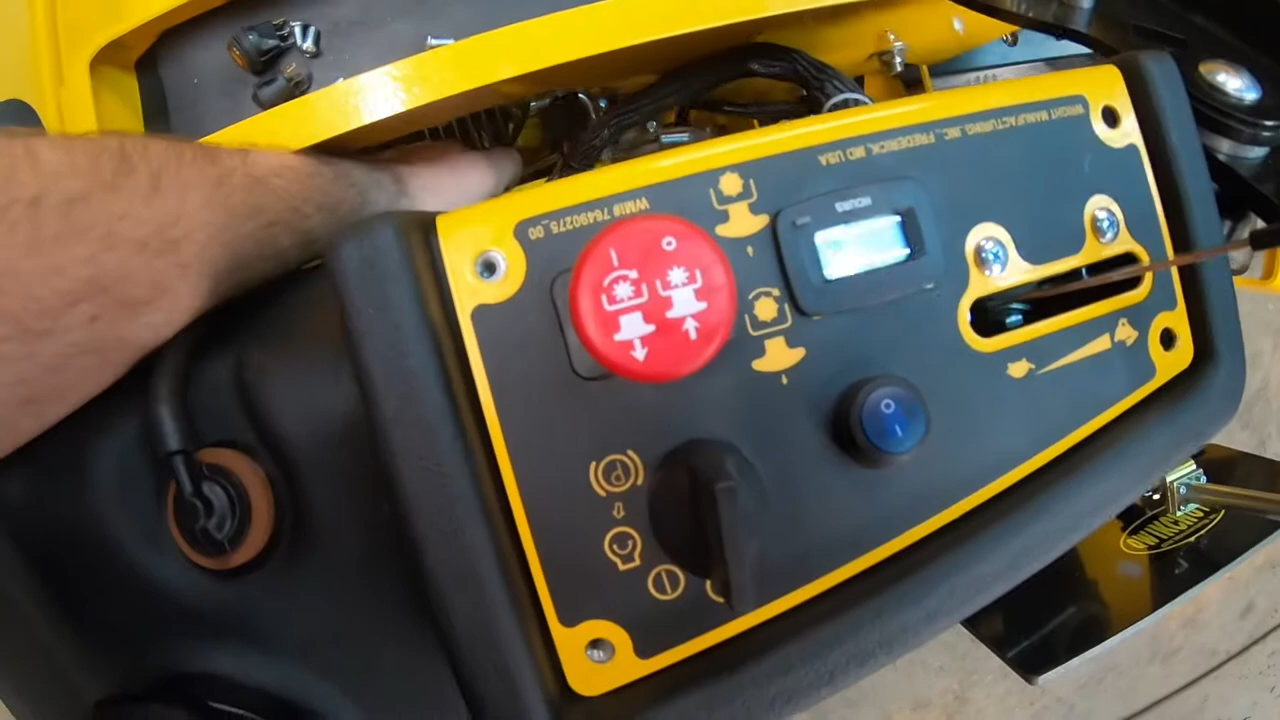 WRIGHT MANUFACTURING, INC., FREDERICK, MD USA
WMI# 76490275_00
HOURS